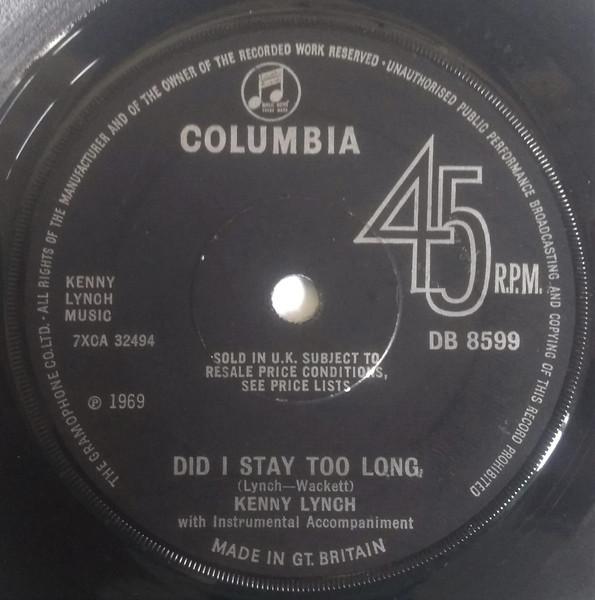 THE GRAMOPHONE CO. LTD. · ALL RIGHTS OF THE MANUFACTURER AND OF THE OWNER OF THE RECORDED WORK RESERVED · UNAUTHORISED PUBLIC PERFORMANCE BROADCASTING AND COPYING OF THIS RECORD PROHIBITED
COLUMBIA
45
R.P.M.
KENNY
LYNCH
MUSIC
7XCA 32494
DB 8599
SOLD IN U.K. SUBJECT TO
RESALE PRICE CONDITIONS,
SEE PRICE LISTS
℗ 1969
DID I STAY TOO LONG
(Lynch—Wackett)
KENNY LYNCH
with Instrumental Accompaniment
MADE IN GT. BRITAIN